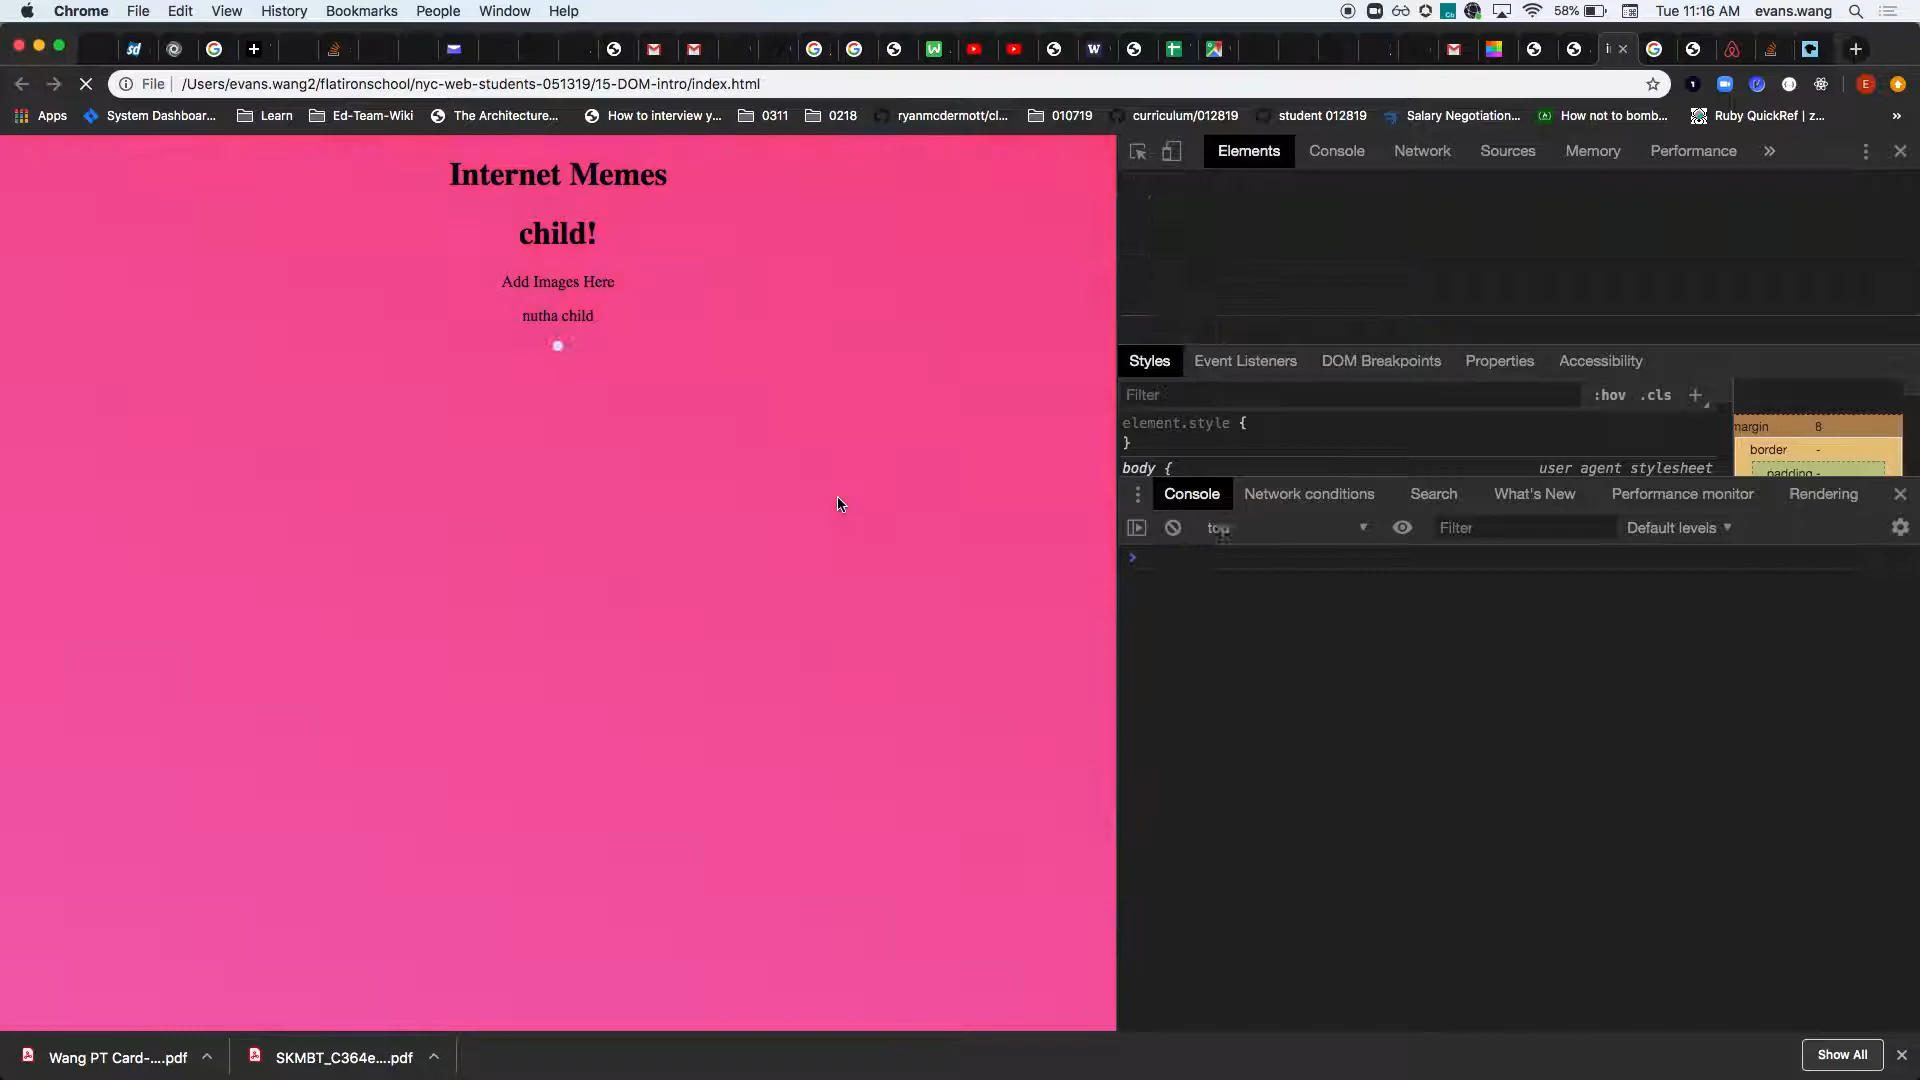 Chrome File Edit View History Bookmarks People Window Help 58% Tue 11:16 AM evans.wang
File /Users/evans.wang2/flatironschool/nyc-web-students-051319/15-DOM-intro/index.html
Apps System Dashboar... Learn Ed-Team-Wiki The Architecture... How to interview y... 0311 0218 ryanmcdermott/cl... 010719 curriculum/012819 student 012819 Salary Negotiation... How not to bomb... Ruby QuickRef | z... »
Internet Memes
child!
Add Images Here
nutha child
Elements Console Network Sources Memory Performance »
Styles Event Listeners DOM Breakpoints Properties Accessibility
Filter :hov .cls +
element.style {
}
body { user agent stylesheet
margin 8
border -
padding -
Console Network conditions Search What's New Performance monitor Rendering
top Filter Default levels
Wang PT Card-....pdf SKMBT_C364e....pdf Show All